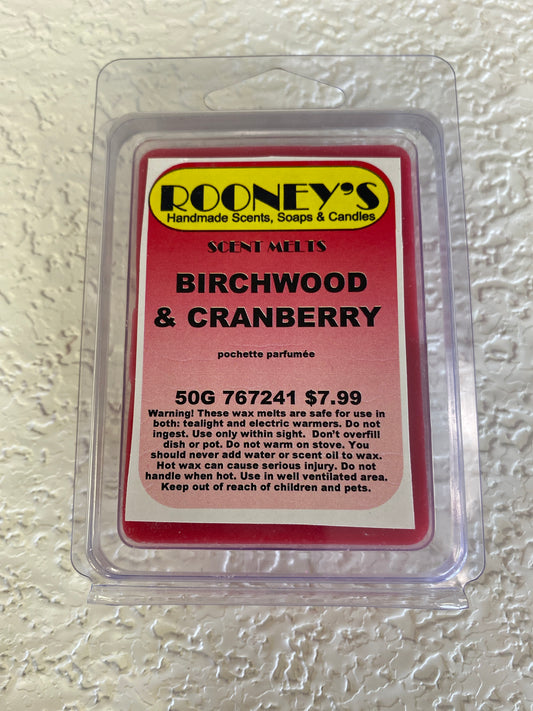 ROONEY'S
Handmade Scents, Soaps & Candles
SCENT MELTS
BIRCHWOOD
& CRANBERRY
pochette parfumée
50G 767241 $7.99
Warning! These wax melts are safe for use in
both: tealight and electric warmers. Do not
ingest. Use only within sight. Don't overfill
dish or pot. Do not warm on stove. You
should never add water or scent oil to wax.
Hot wax can cause serious injury. Do not
handle when hot. Use in well ventilated area.
Keep out of reach of children and pets.